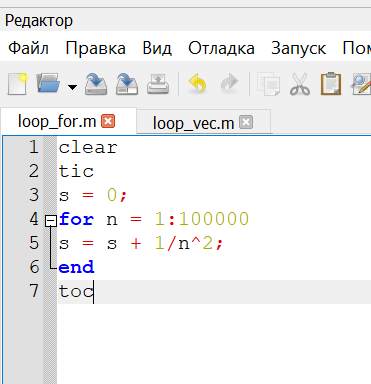 Редактор
Файл Правка Вид Отладка Запуск Пом
loop_for.m loop_vec.m
1 clear
2 tic
3 s = 0;
4 for n = 1:100000
5 s = s + 1/n^2;
6 end
7 toc